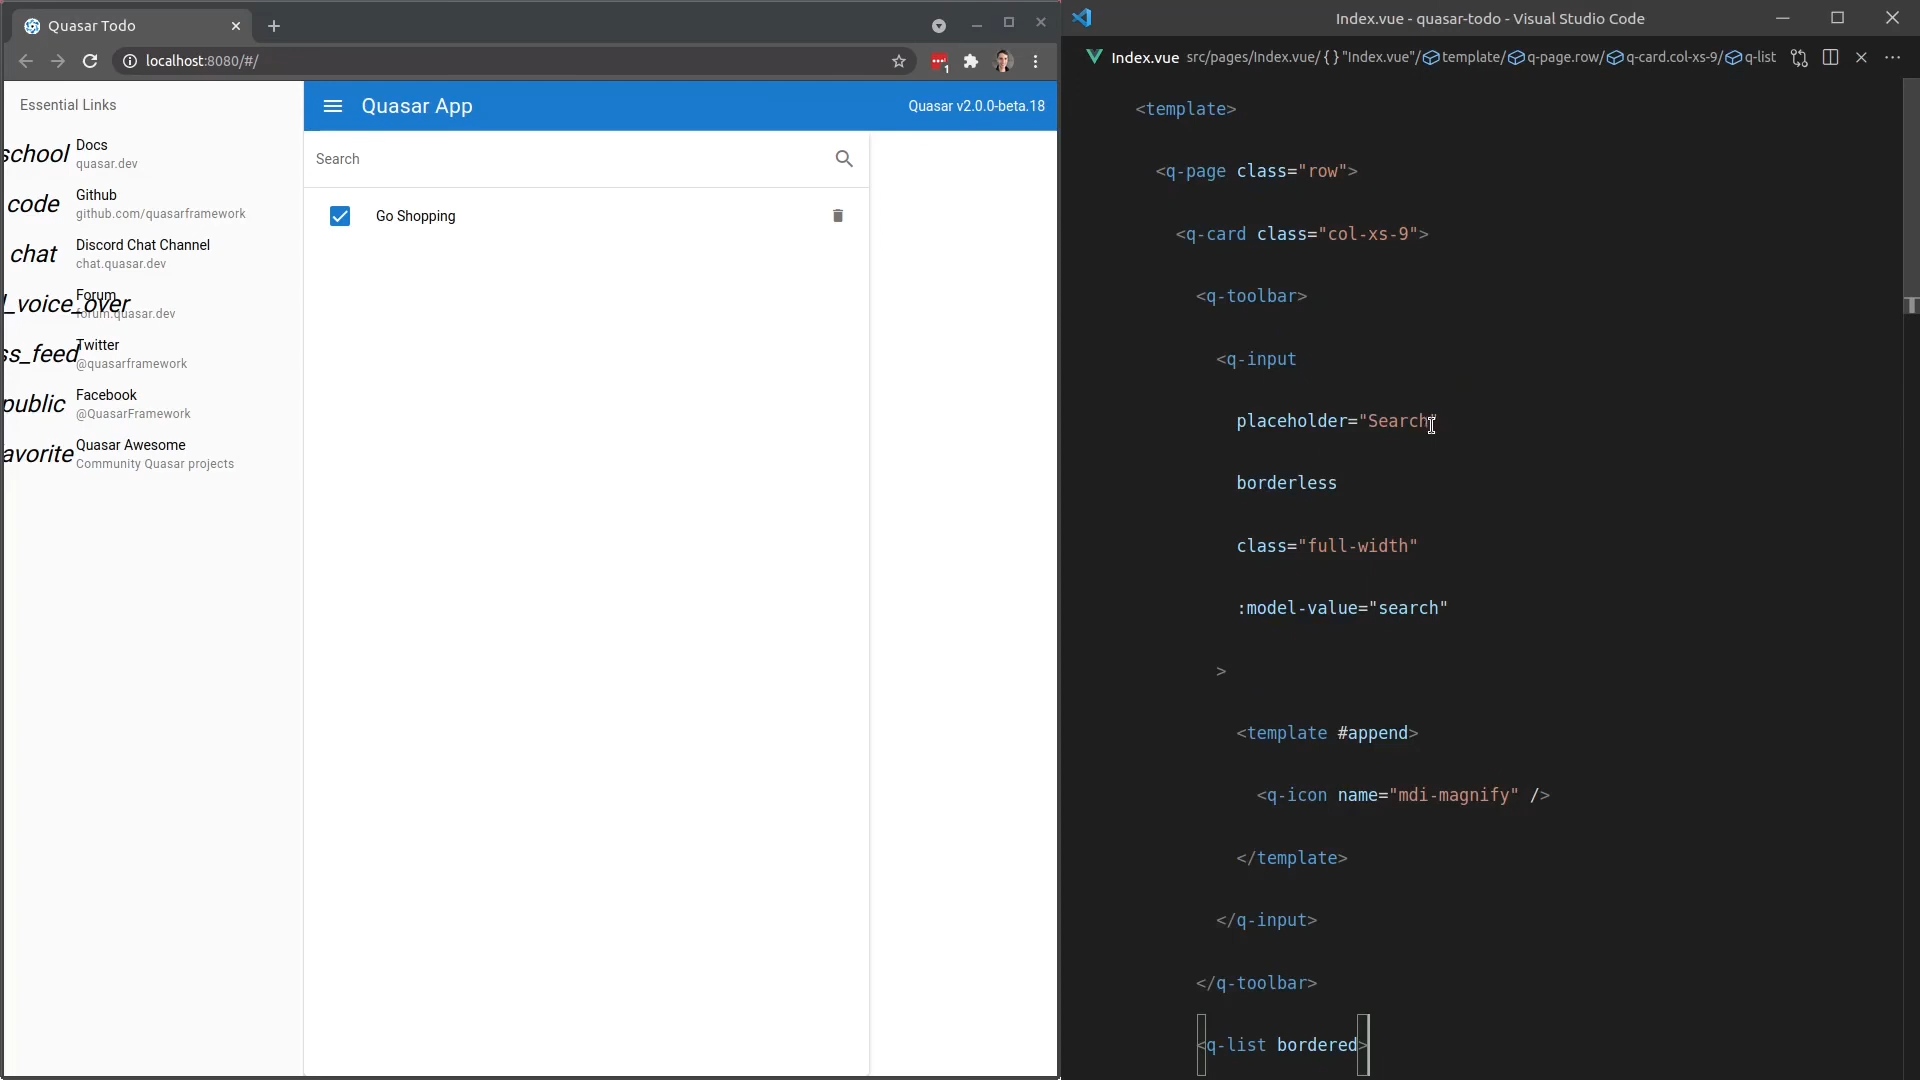 Quasar Todo
localhost:8080/#/
1
Essential Links
school
Docs
quasar.dev
code
Github
github.com/quasarframework
chat
Discord Chat Channel
chat.quasar.dev
l_voice_over
Forum
forum.quasar.dev
ss_feed
Twitter
@quasarframework
public
Facebook
@QuasarFramework
avorite
Quasar Awesome
Community Quasar projects
Quasar App
Quasar v2.0.0-beta.18
Search
Go Shopping
Index.vue - quasar-todo - Visual Studio Code
Index.vue src/pages/Index.vue/ {} "Index.vue"/ template/ q-page.row/ q-card.col-xs-9/ q-list
<template>
<q-page class="row">
<q-card class="col-xs-9">
<q-toolbar>
<q-input
placeholder="Search"
borderless
class="full-width"
:model-value="search"
>
<template #append>
<q-icon name="mdi-magnify" />
</template>
</q-input>
</q-toolbar>
<q-list bordered>